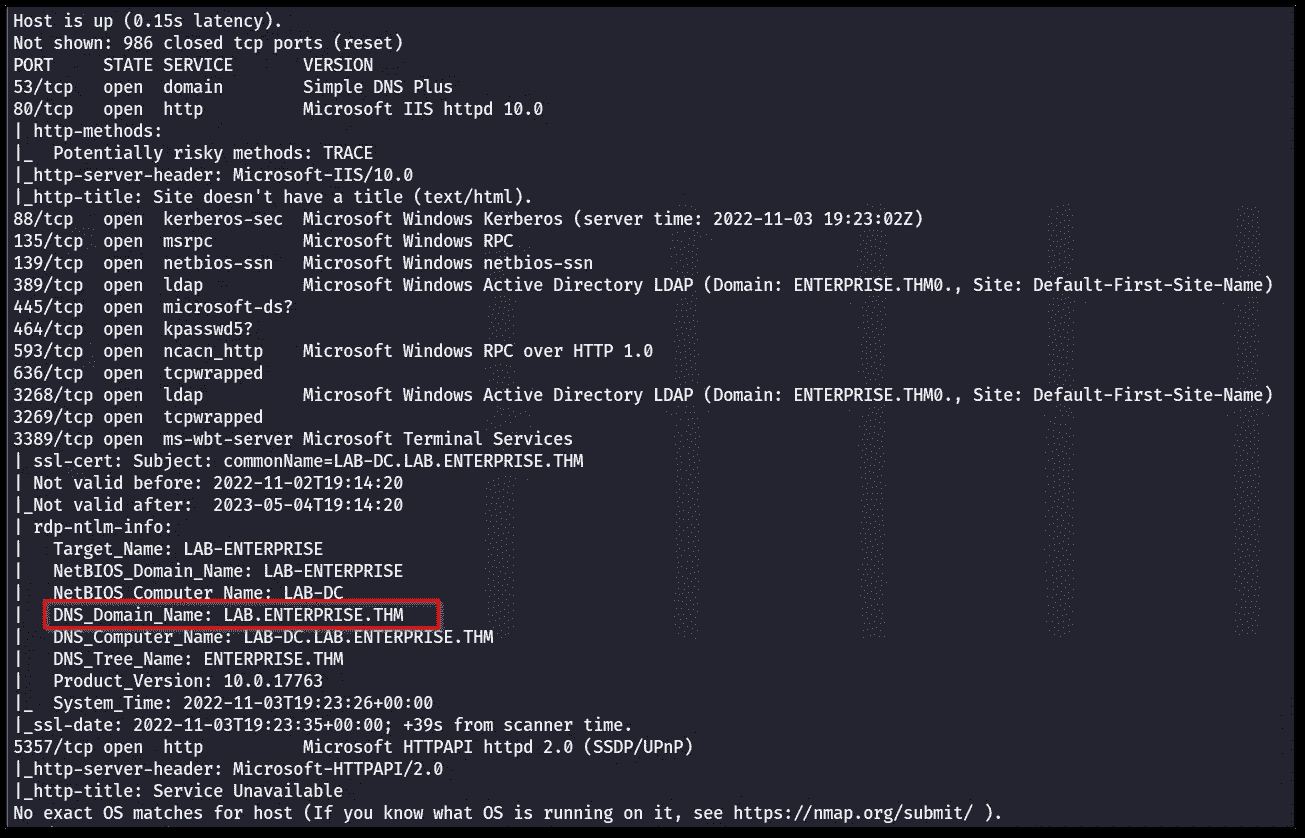 Host is up (0.15s latency).
Not shown: 986 closed tcp ports (reset)
PORT     STATE SERVICE       VERSION
53/tcp   open  domain        Simple DNS Plus
80/tcp   open  http          Microsoft IIS httpd 10.0
| http-methods:
|_  Potentially risky methods: TRACE
|_http-server-header: Microsoft-IIS/10.0
|_http-title: Site doesn't have a title (text/html).
88/tcp   open  kerberos-sec  Microsoft Windows Kerberos (server time: 2022-11-03 19:23:02Z)
135/tcp  open  msrpc         Microsoft Windows RPC
139/tcp  open  netbios-ssn   Microsoft Windows netbios-ssn
389/tcp  open  ldap          Microsoft Windows Active Directory LDAP (Domain: ENTERPRISE.THM0., Site: Default-First-Site-Name)
445/tcp  open  microsoft-ds?
464/tcp  open  kpasswd5?
593/tcp  open  ncacn_http    Microsoft Windows RPC over HTTP 1.0
636/tcp  open  tcpwrapped
3268/tcp open  ldap          Microsoft Windows Active Directory LDAP (Domain: ENTERPRISE.THM0., Site: Default-First-Site-Name)
3269/tcp open  tcpwrapped
3389/tcp open  ms-wbt-server Microsoft Terminal Services
| ssl-cert: Subject: commonName=LAB-DC.LAB.ENTERPRISE.THM
| Not valid before: 2022-11-02T19:14:20
|_Not valid after:  2023-05-04T19:14:20
| rdp-ntlm-info:
|   Target_Name: LAB-ENTERPRISE
|   NetBIOS_Domain_Name: LAB-ENTERPRISE
|   NetBIOS_Computer_Name: LAB-DC
|   DNS_Domain_Name: LAB.ENTERPRISE.THM
|   DNS_Computer_Name: LAB-DC.LAB.ENTERPRISE.THM
|   DNS_Tree_Name: ENTERPRISE.THM
|   Product_Version: 10.0.17763
|_  System_Time: 2022-11-03T19:23:26+00:00
|_ssl-date: 2022-11-03T19:23:35+00:00; +39s from scanner time.
5357/tcp open  http          Microsoft HTTPAPI httpd 2.0 (SSDP/UPnP)
|_http-server-header: Microsoft-HTTPAPI/2.0
|_http-title: Service Unavailable
No exact OS matches for host (If you know what OS is running on it, see https://nmap.org/submit/ ).